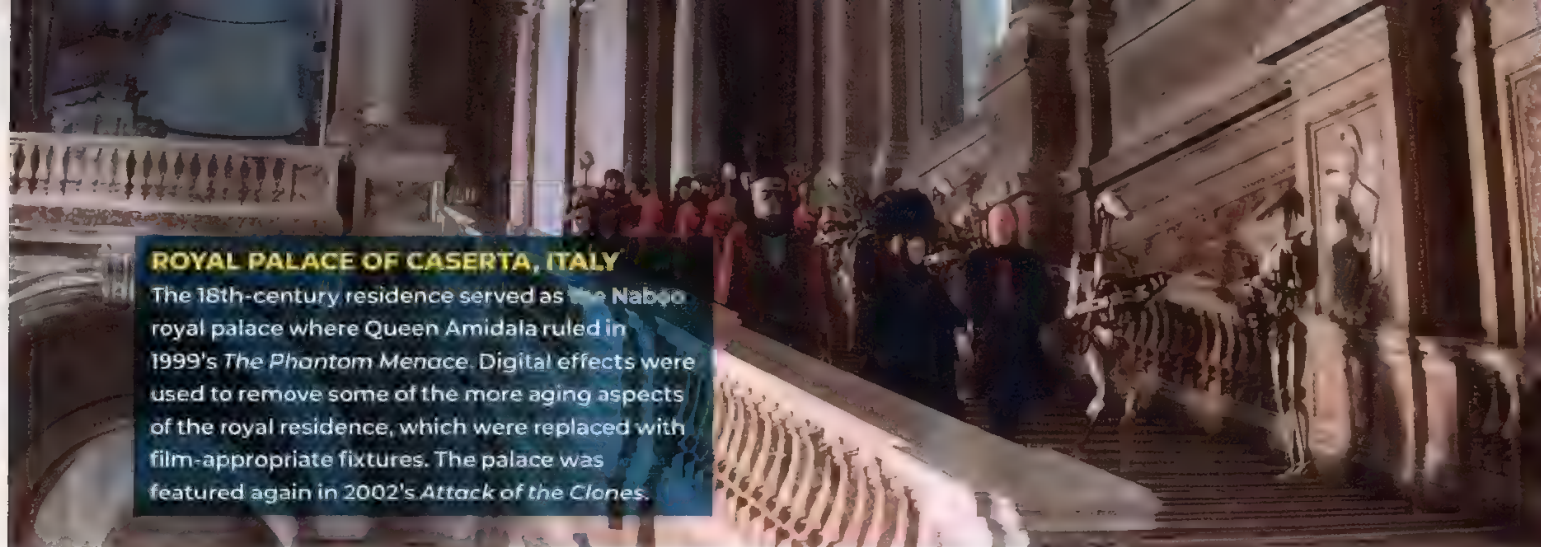 ROYAL PALACE OF CASERTA, ITALY
The 18th-century residence served as the Naboo
royal palace where Queen Amidala ruled in
1999's The Phantom Menace. Digital effects were
used to remove some of the more aging aspects
of the royal residence, which were replaced with
film-appropriate fixtures. The palace was
featured again in 2002's Attack of the Clones.